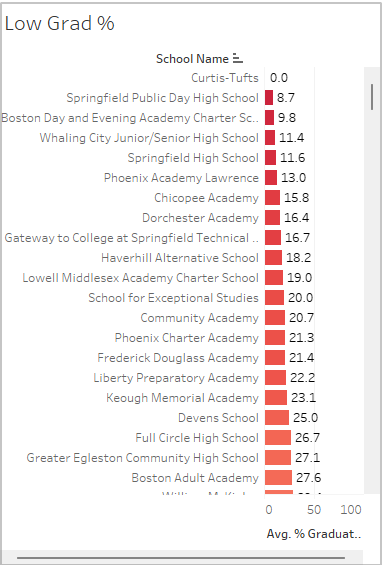 Low Grad %
School Name
Curtis-Tufts 0.0
Springfield Public Day High School 8.7
Boston Day and Evening Academy Charter Sc.. 9.8
Whaling City Junior/Senior High School 11.4
Springfield High School 11.6
Phoenix Academy Lawrence 13.0
Chicopee Academy 15.8
Dorchester Academy 16.4
Gateway to College at Springfield Technical .. 16.7
Haverhill Alternative School 18.2
Lowell Middlesex Academy Charter School 19.0
School for Exceptional Studies 20.0
Community Academy 20.7
Phoenix Charter Academy 21.3
Frederick Douglass Academy 21.4
Liberty Preparatory Academy 22.2
Keough Memorial Academy 23.1
Devens School 25.0
Full Circle High School 26.7
Greater Egleston Community High School 27.1
Boston Adult Academy 27.6
0 50 100
Avg. % Graduat..